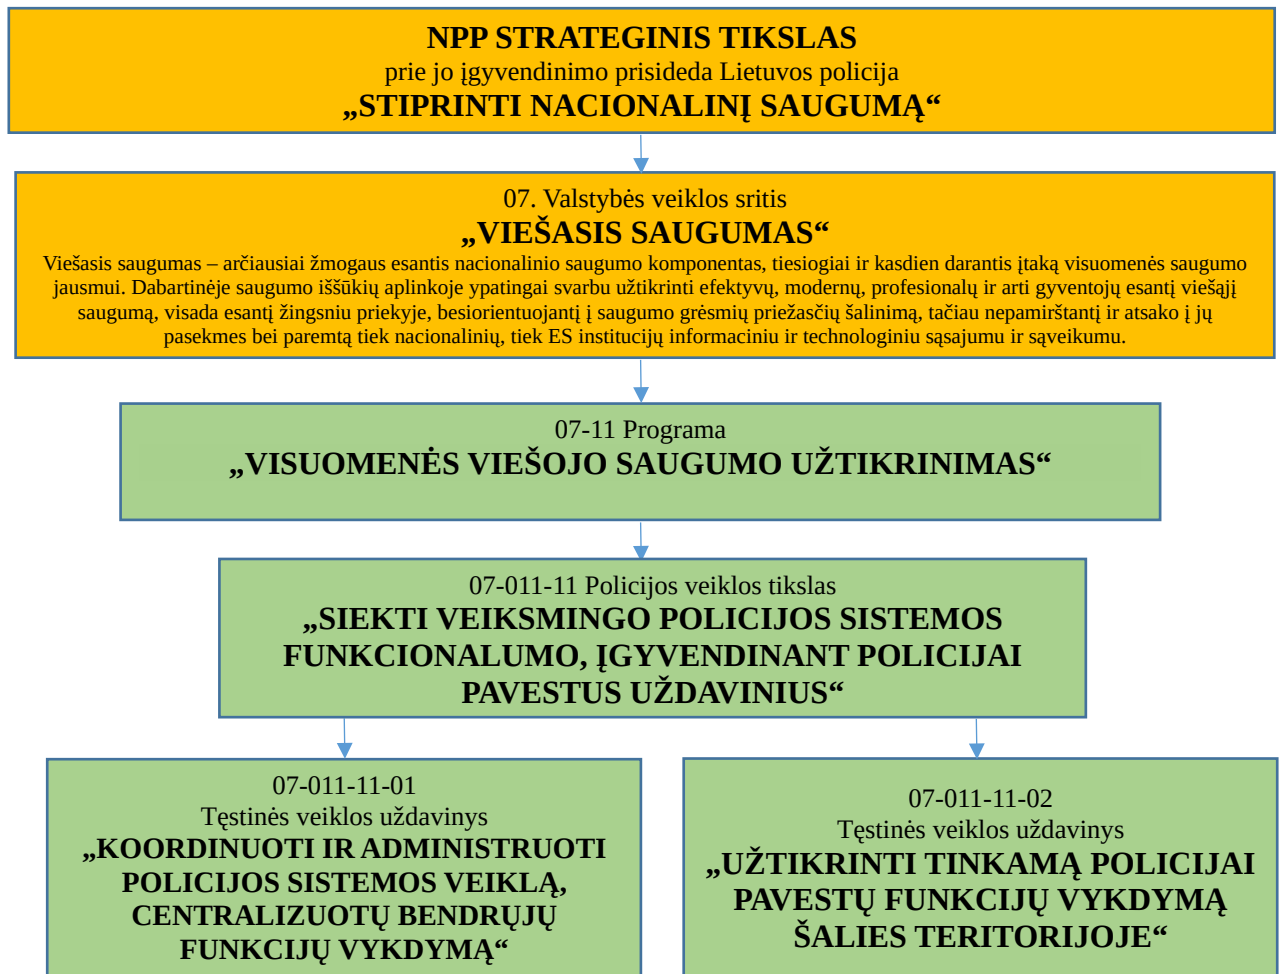 NPP STRATEGINIS TIKSLAS
prie jo įgyvendinimo prisideda Lietuvos policija
„STIPRINTI NACIONALINĮ SAUGUMĄ“
07. Valstybės veiklos sritis
„VIEŠASIS SAUGUMAS“
Viešasis saugumas – arčiausiai žmogaus esantis nacionalinio saugumo komponentas, tiesiogiai ir kasdien darantis įtaką visuomenės saugumo
jausmui. Dabartinėje saugumo iššūkių aplinkoje ypatingai svarbu užtikrinti efektyvų, modernų, profesionalų ir arti gyventojų esantį viešąjį
saugumą, visada esantį žingsniu priekyje, besiorientuojantį į saugumo grėsmių priežasčių šalinimą, tačiau nepamirštantį ir atsako į jų
pasekmes bei paremtą tiek nacionalinių, tiek ES institucijų informaciniu ir technologiniu sąsajumu ir sąveikumu.
07-11 Programa
„VISUOMENĖS VIEŠOJO SAUGUMO UŽTIKRINIMAS“
07-011-11 Policijos veiklos tikslas
„SIEKTI VEIKSMINGO POLICIJOS SISTEMOS
FUNKCIONALUMO, ĮGYVENDINANT POLICIJAI
PAVESTUS UŽDAVINIUS“
07-011-11-01
Tęstinės veiklos uždavinys
„KOORDINUOTI IR ADMINISTRUOTI
POLICIJOS SISTEMOS VEIKLĄ,
CENTRALIZUOTŲ BENDRŲJŲ
FUNKCIJŲ VYKDYMĄ“
07-011-11-02
Tęstinės veiklos uždavinys
„UŽTIKRINTI TINKAMĄ POLICIJAI
PAVESTŲ FUNKCIJŲ VYKDYMĄ
ŠALIES TERITORIJOJE“